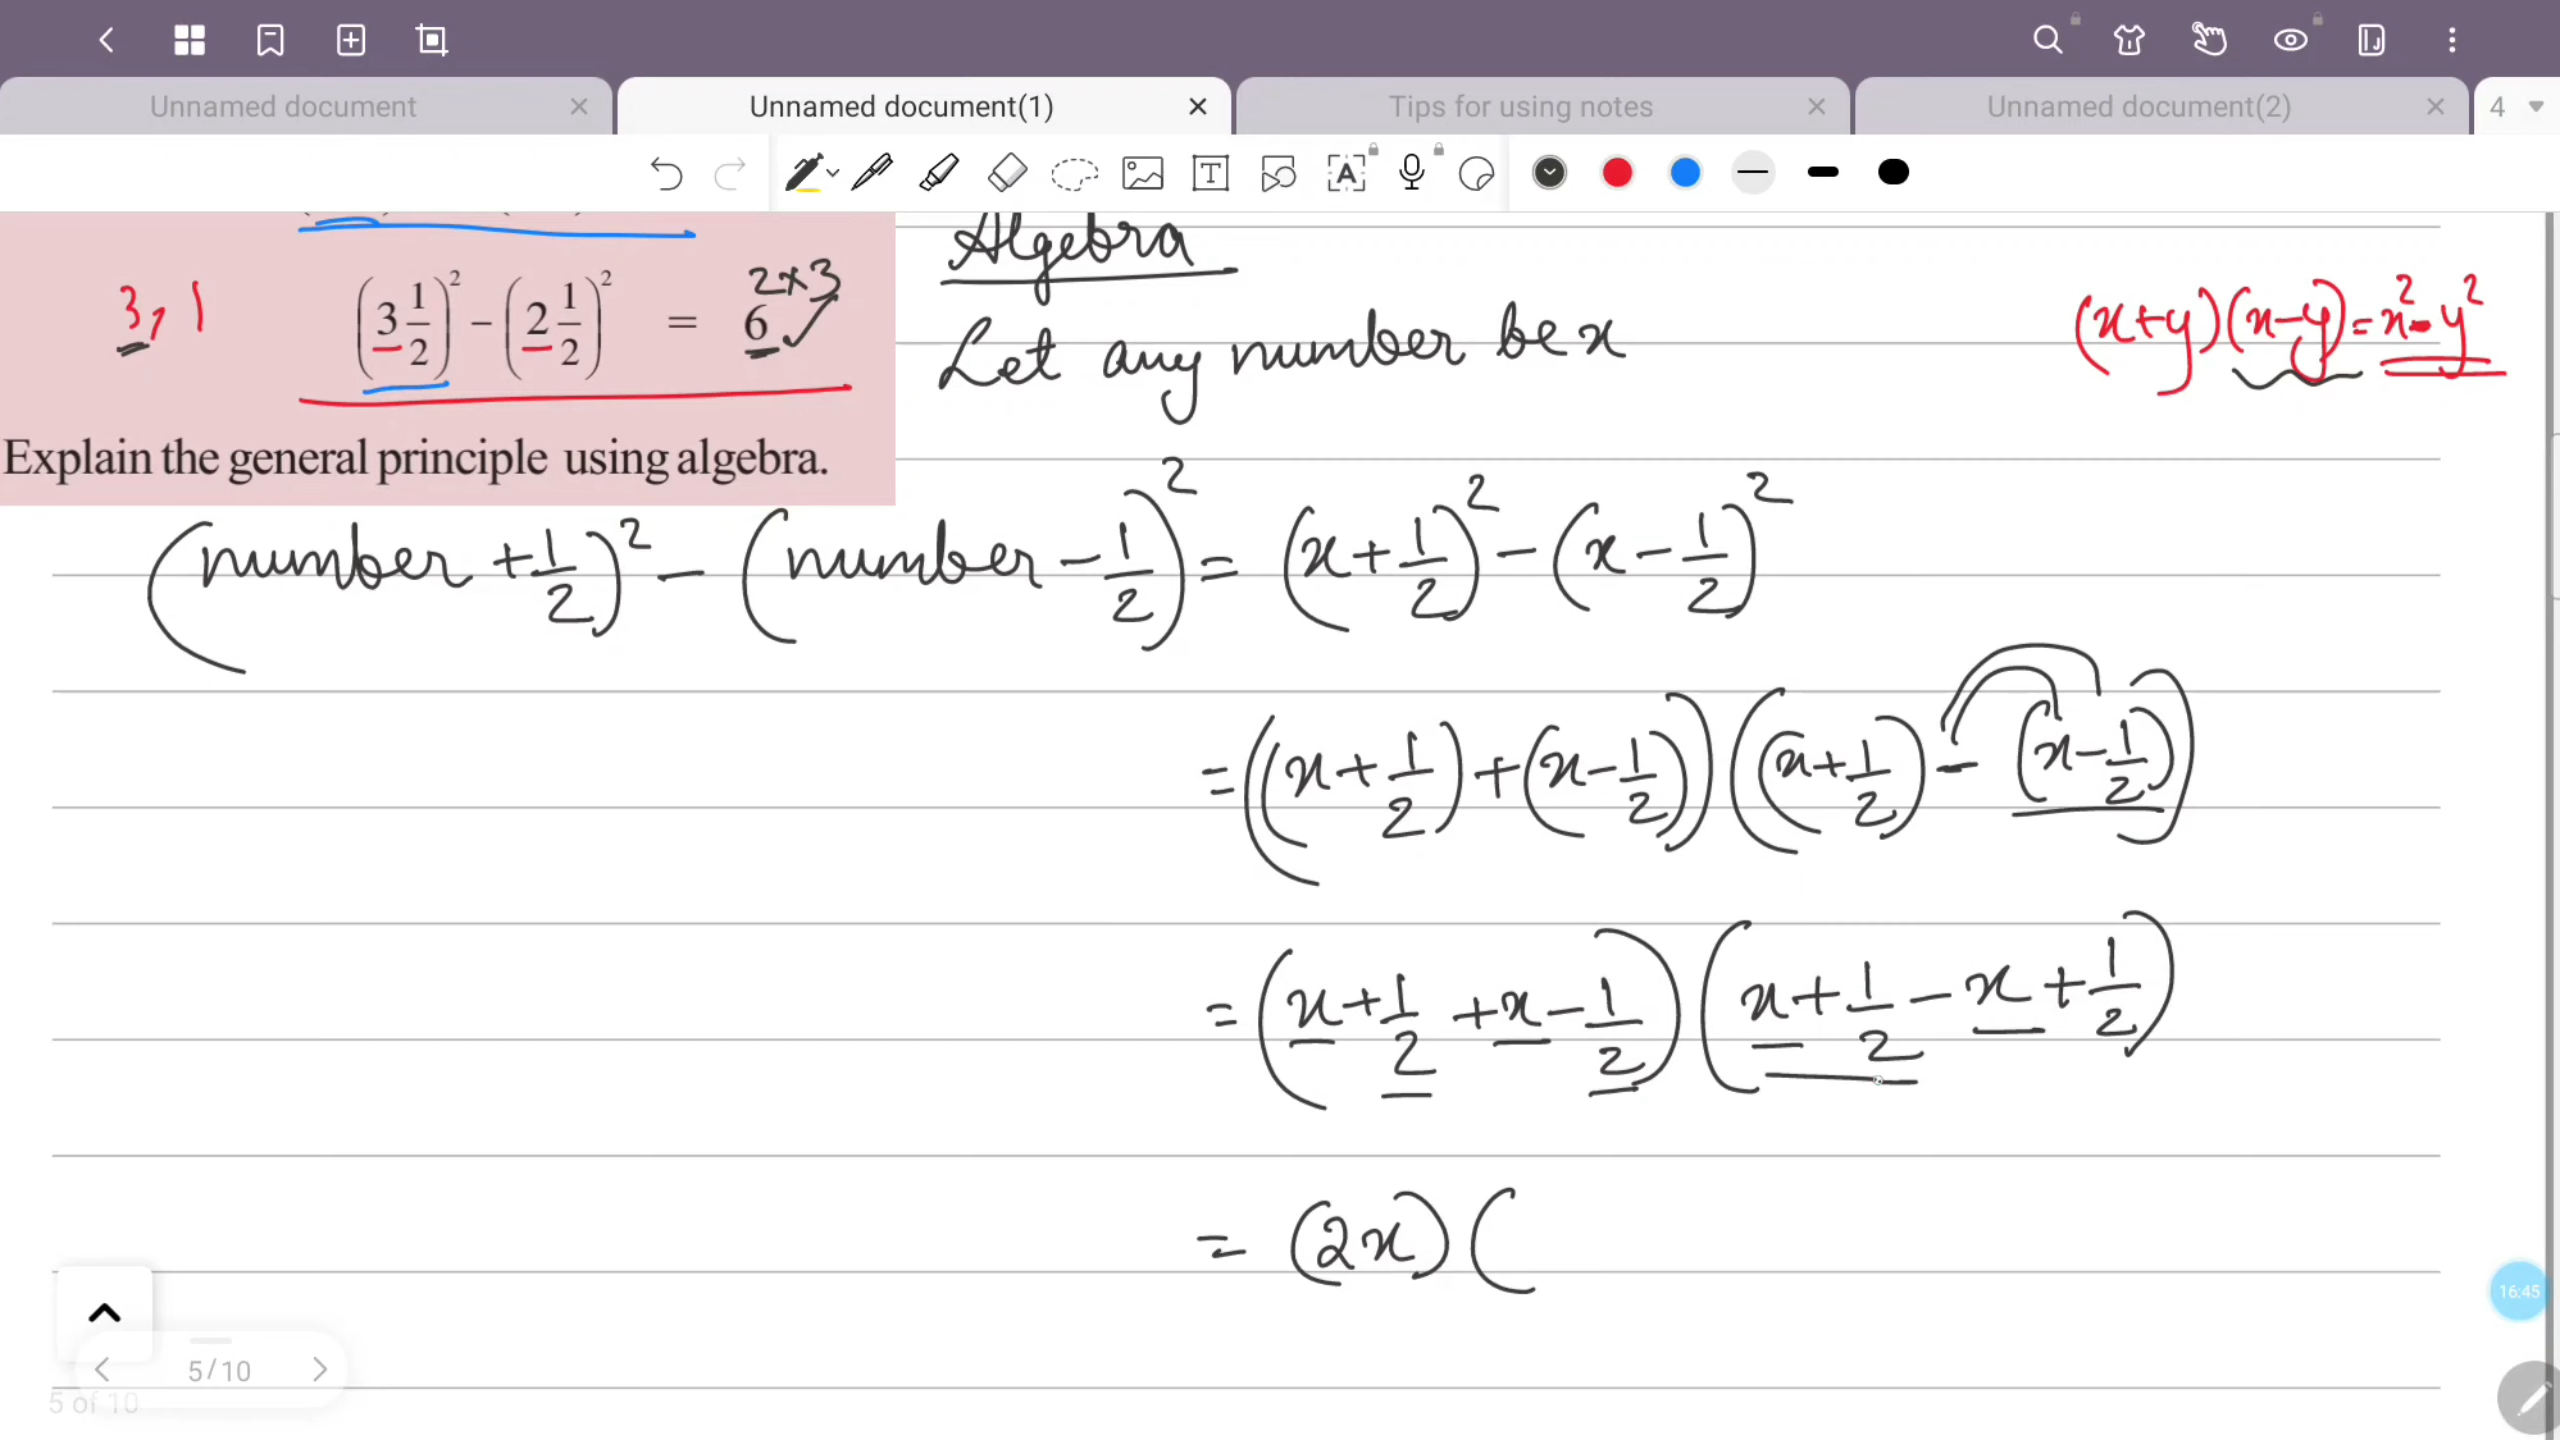 Unnamed document
Unnamed document(1)
Tips for using notes
Unnamed document(2)
4
3, 1
(3 1/2)² − (2 1/2)² = 6
2×3
Explain the general principle using algebra.
Algebra
Let any number be x
(x+y)(x−y) = x²−y²
(number + 1/2)² − (number − 1/2)² = (x + 1/2)² − (x − 1/2)²
= ((x + 1/2) + (x − 1/2)) ((x + 1/2) − (x − 1/2))
= (x + 1/2 + x − 1/2) (x + 1/2 − x + 1/2)
= (2x) (
16:45
5/10
5 of 10